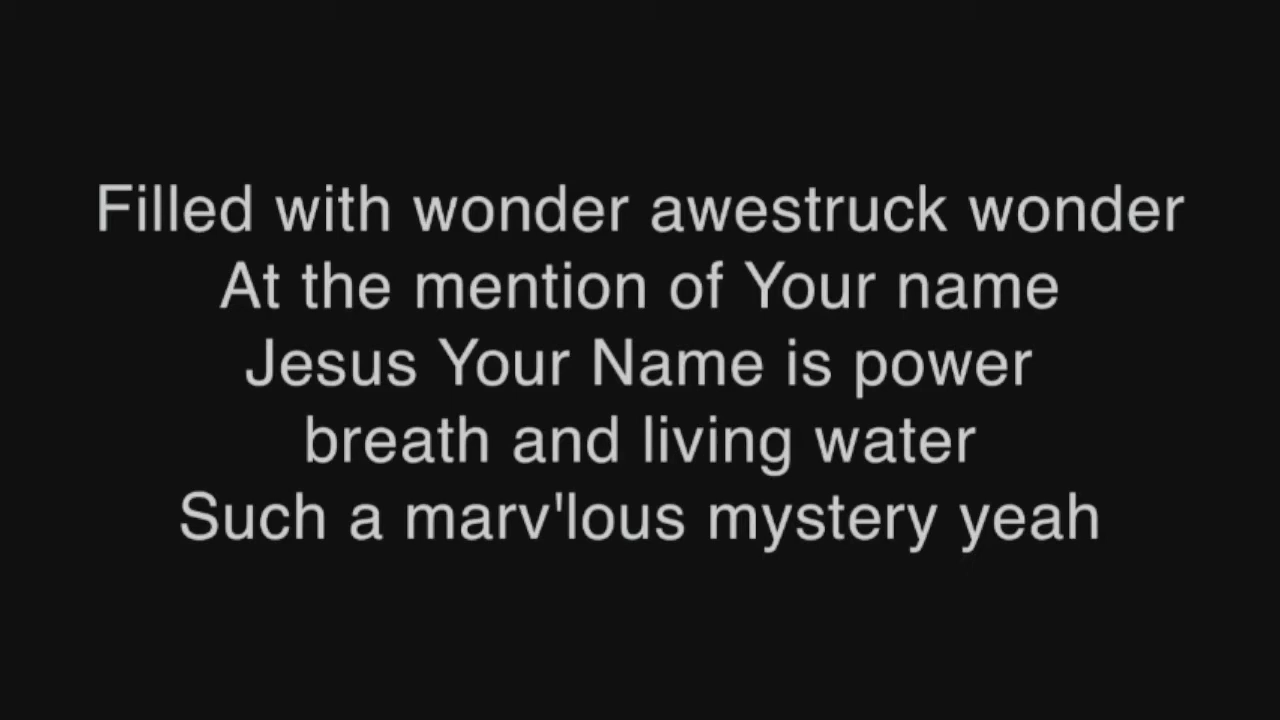 Filled with wonder awestruck wonder
At the mention of Your name
Jesus Your Name is power
breath and living water
Such a marv'lous mystery yeah